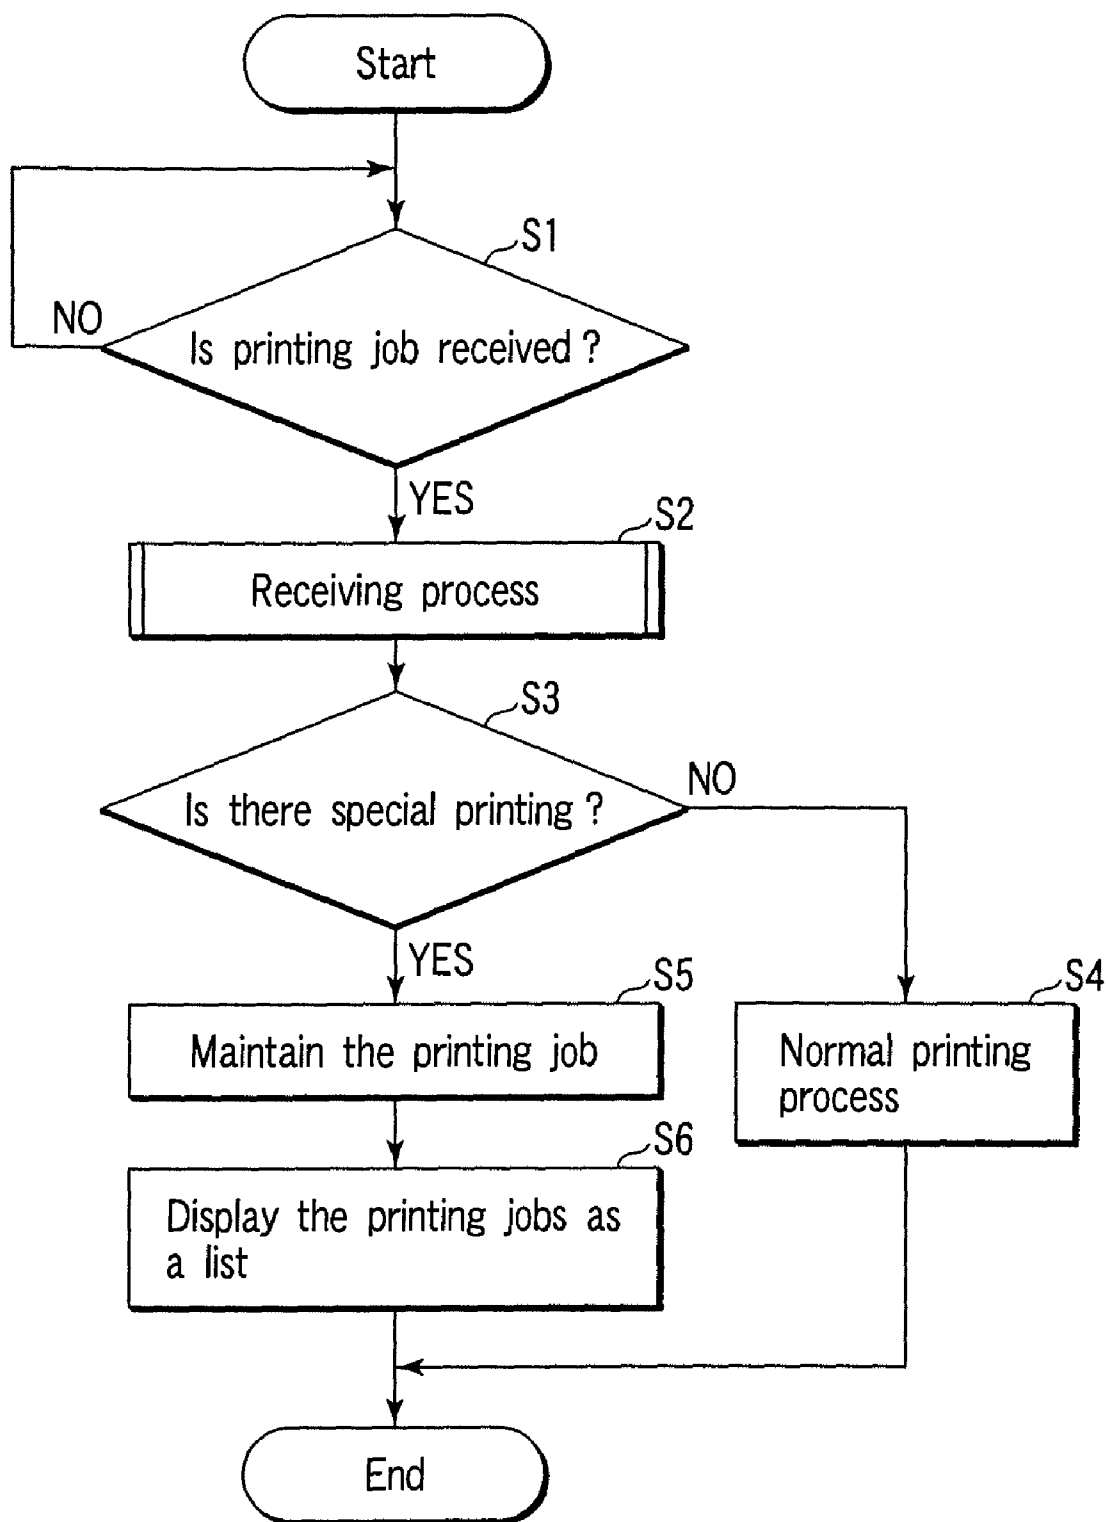 Start
S1
NO
Is printing job received ?
YES
S2
Receiving process
S3
NO
Is there special printing ?
YES
S5
S4
Maintain the printing job
Normal printing
process
S6
Display the printing jobs as
a list
End